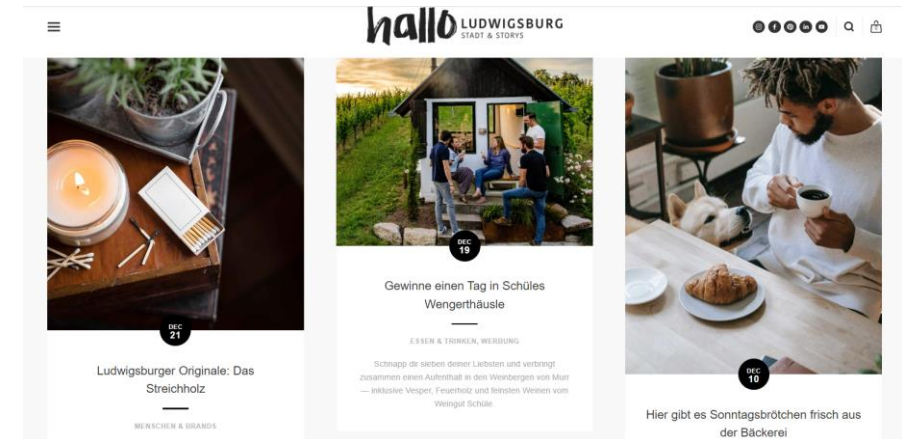 hallo LUDWIGSBURG
STADT & STORYS
DEC
21
Ludwigsburger Originale: Das
Streichholz
MENSCHEN & BRANDS
DEC
19
Gewinne einen Tag in Schüles
Wengerthäusle
ESSEN & TRINKEN, WERBUNG
Schnapp dir sieben deiner Liebsten und verbringt
zusammen einen Aufenthalt in den Weinbergen von Murr
— inklusive Vesper, Feuerholz und feinsten Weinen vom
Weingut Schüle
DEC
10
Hier gibt es Sonntagsbrötchen frisch aus
der Bäckerei